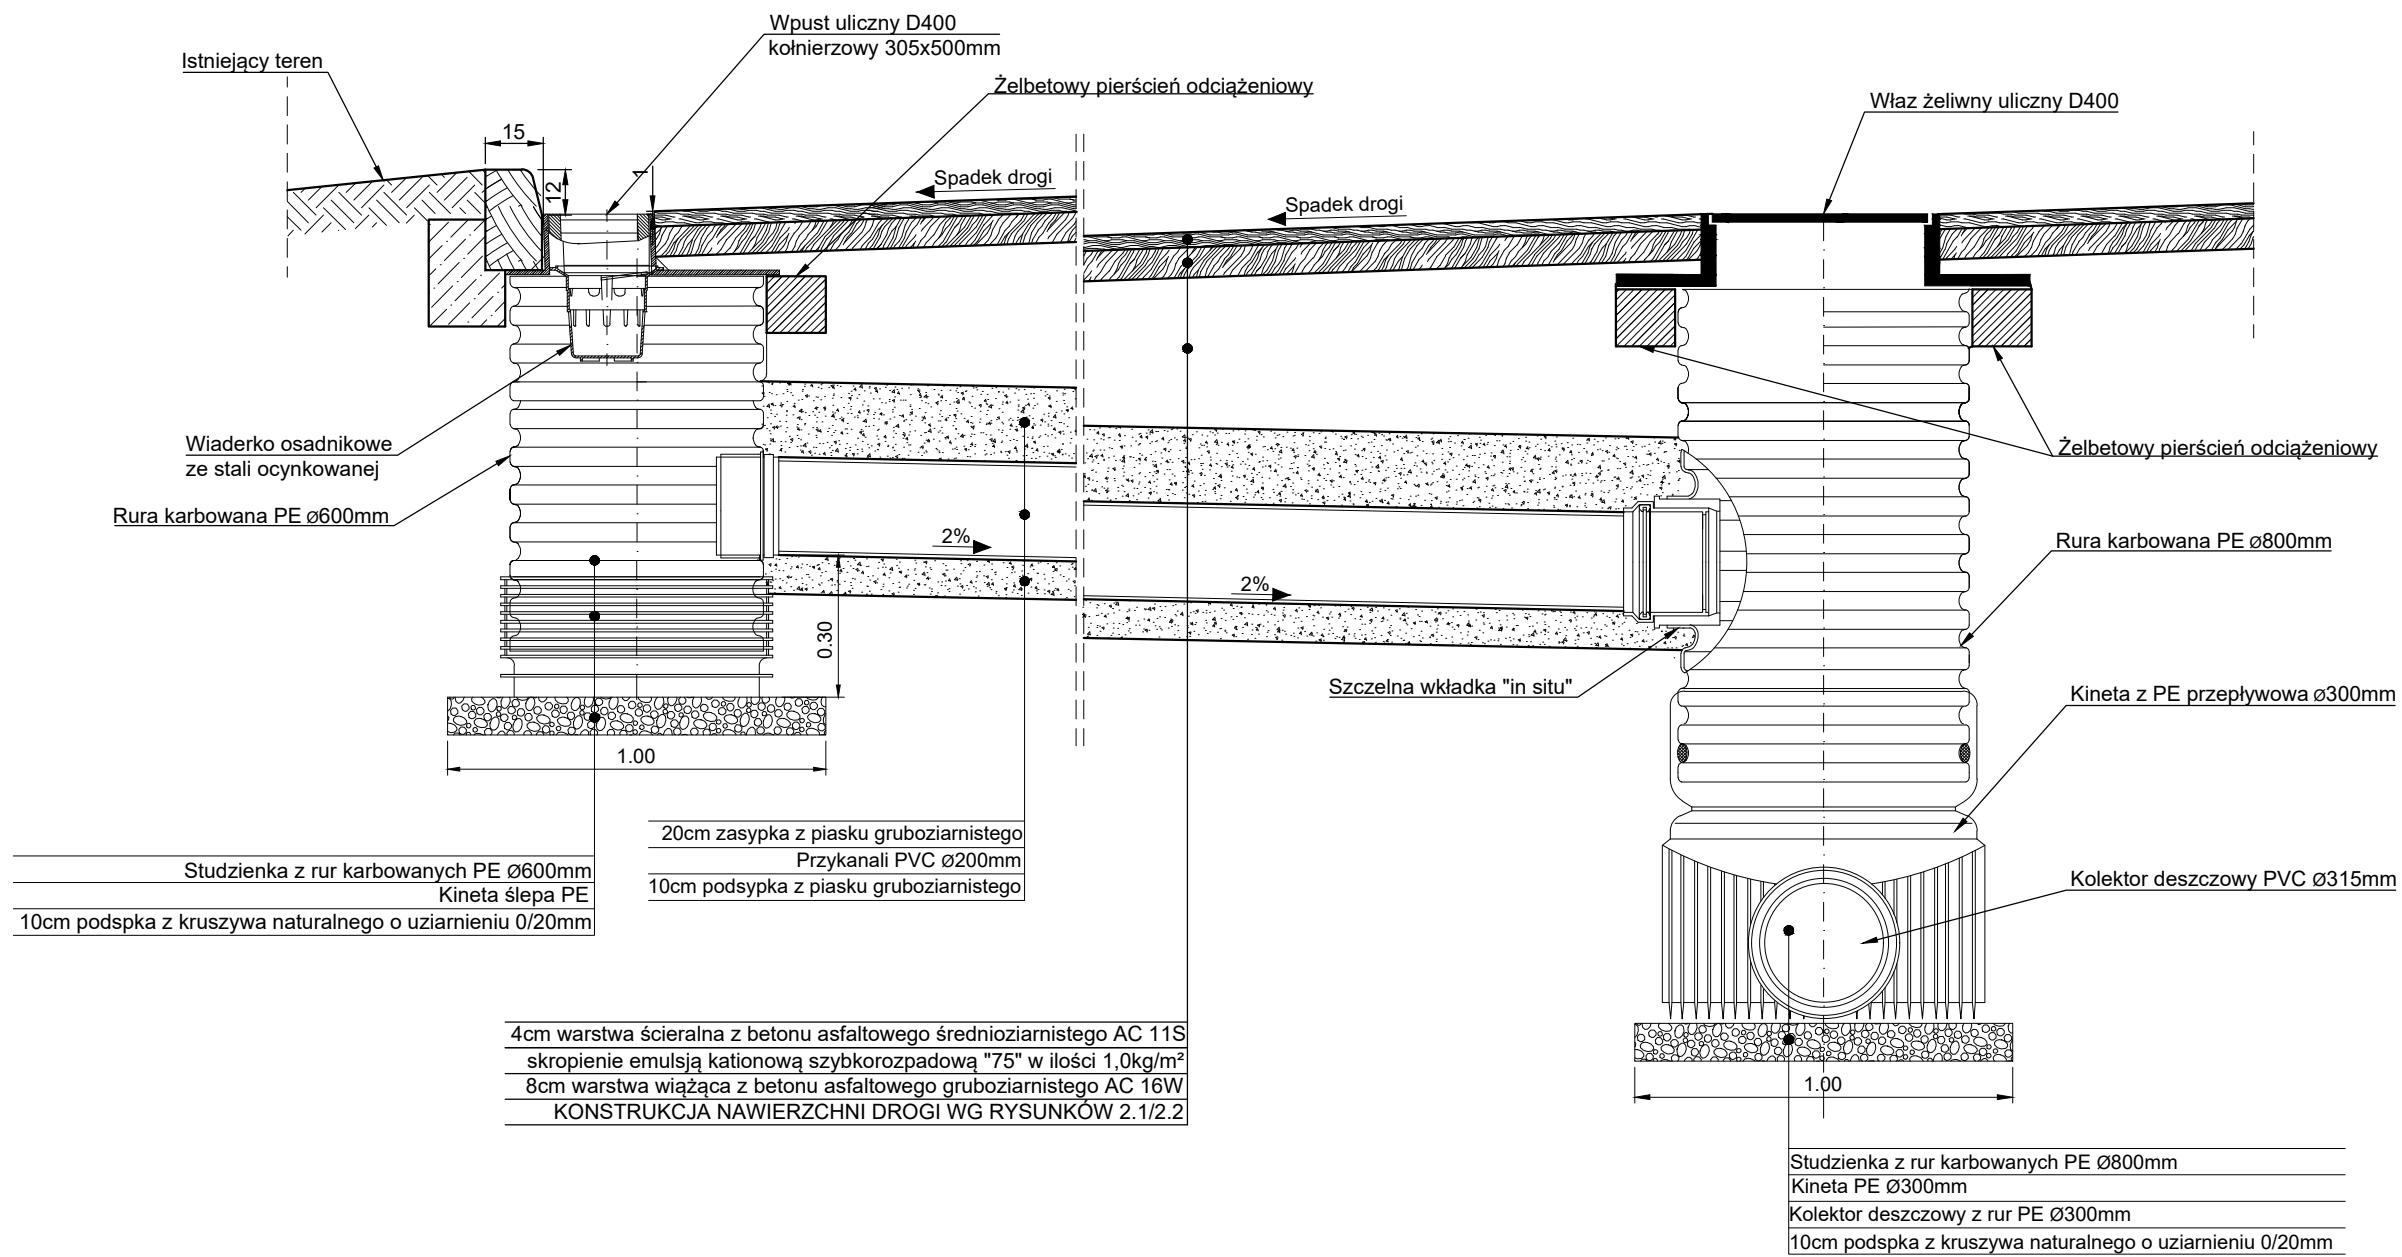 Wpust uliczny D400
kołnierzowy 305x500mm
Istniejący teren
Żelbetowy pierścień odciążeniowy
Właz żeliwny uliczny D400
15
12
1
Spadek drogi
Spadek drogi
Wiaderko osadnikowe
ze stali ocynkowanej
Żelbetowy pierścień odciążeniowy
Rura karbowana PE ø600mm
2%
Rura karbowana PE ø800mm
2%
0.30
Szczelna wkładka "in situ"
Kineta z PE przepływowa ø300mm
1.00
20cm zasypka z piasku gruboziarnistego
Przykanali PVC ø200mm
10cm podsypka z piasku gruboziarnistego
Studzienka z rur karbowanych PE Ø600mm
Kineta ślepa PE
10cm podspka z kruszywa naturalnego o uziarnieniu 0/20mm
Kolektor deszczowy PVC Ø315mm
4cm warstwa ścieralna z betonu asfaltowego średnioziarnistego AC 11S
skropienie emulsją kationową szybkorozpadową "75" w ilości 1,0kg/m²
8cm warstwa wiążąca z betonu asfaltowego gruboziarnistego AC 16W
KONSTRUKCJA NAWIERZCHNI DROGI WG RYSUNKÓW 2.1/2.2
1.00
Studzienka z rur karbowanych PE Ø800mm
Kineta PE Ø300mm
Kolektor deszczowy z rur PE Ø300mm
10cm podspka z kruszywa naturalnego o uziarnieniu 0/20mm